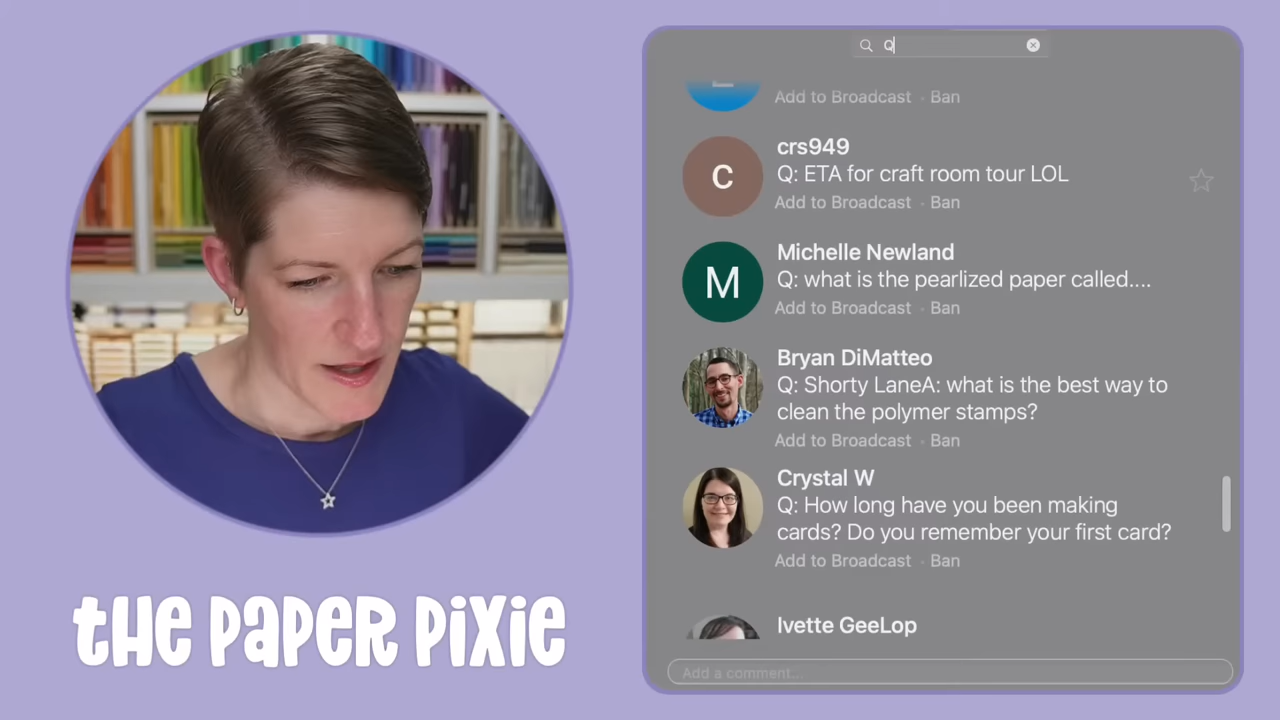 Q
Add to Broadcast · Ban
crs949
C
Q: ETA for craft room tour LOL
Add to Broadcast · Ban
Michelle Newland
M
Q: what is the pearlized paper called....
Add to Broadcast · Ban
Bryan DiMatteo
Q: Shorty LaneA: what is the best way to
clean the polymer stamps?
Add to Broadcast · Ban
Crystal W
Q: How long have you been making
cards? Do you remember your first card?
Add to Broadcast · Ban
Ivette GeeLop
Add a comment...
the paper pixie